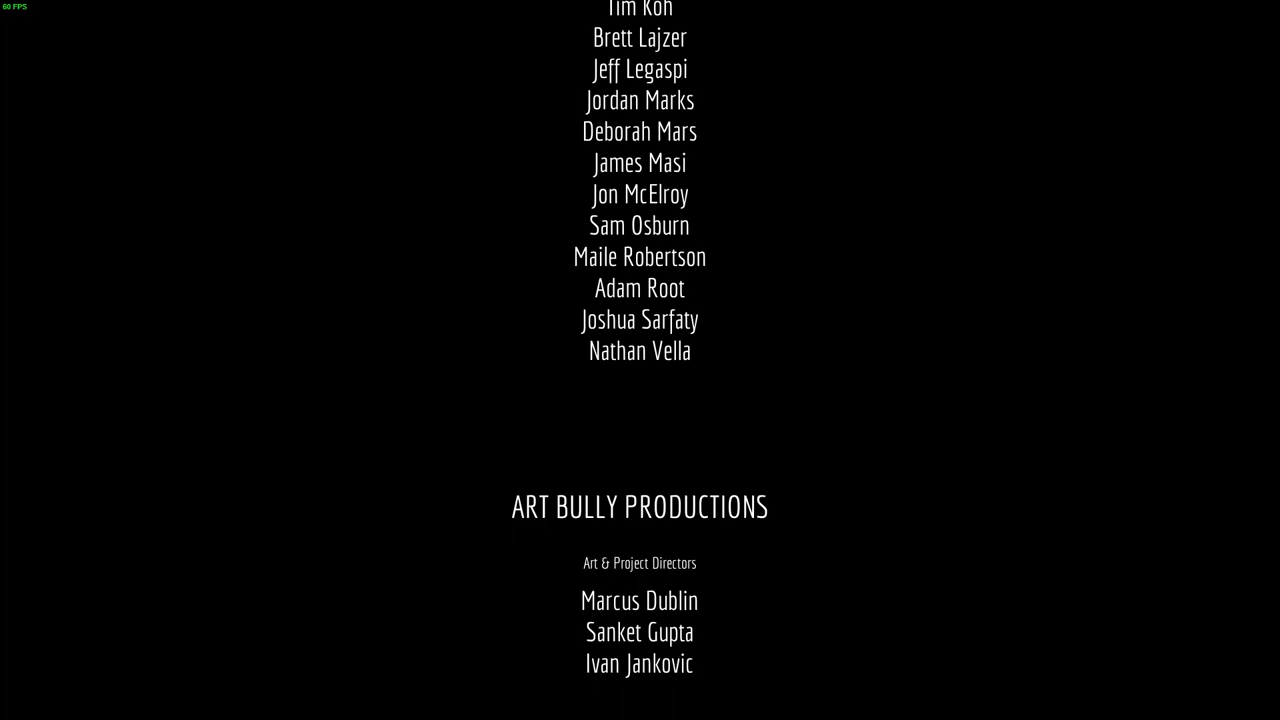 60 FPS
Tim Koh
Brett Lajzer
Jeff Legaspi
Jordan Marks
Deborah Mars
James Masi
Jon McElroy
Sam Osburn
Maile Robertson
Adam Root
Joshua Sarfaty
Nathan Vella
ART BULLY PRODUCTIONS
Art & Project Directors
Marcus Dublin
Sanket Gupta
Ivan Jankovic